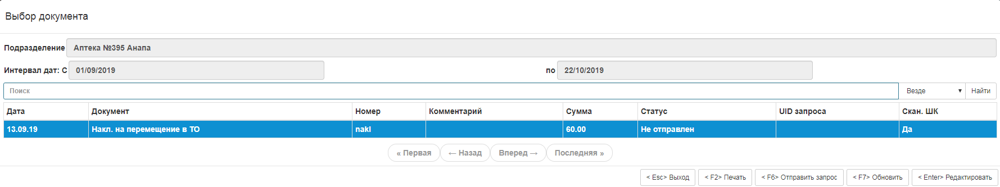 Выбор документа
Подразделение Аптека №395 Анапа
Интервал дат: С 01/09/2019 по 22/10/2019
Поиск Везде Найти
Дата Документ Номер Комментарий Сумма Статус UID запроса Скан. ШК
13.09.19 Накл. на перемещение в ТО nakl 60.00 Не отправлен Да
« Первая ← Назад Вперед → Последняя »
< Esc> Выход < F2> Печать < F6> Отправить запрос < F7> Обновить < Enter> Редактировать